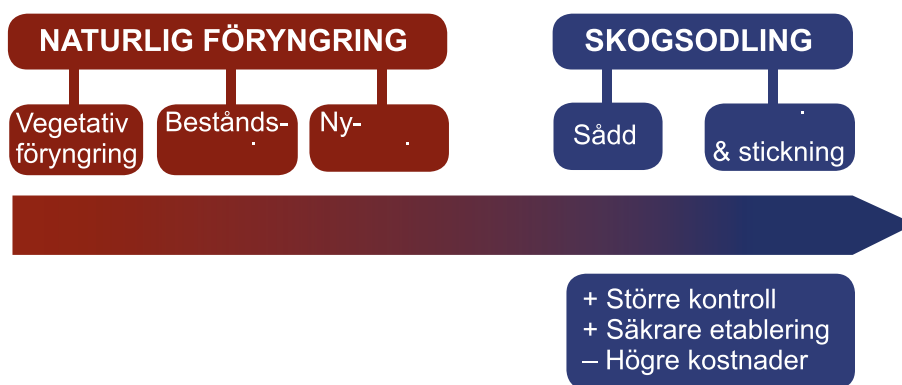 NATURLIG FÖRYNGRING
SKOGSODLING
Vegetativ
föryngring
Bestånds-
Ny-
Sådd
& stickning
+ Större kontroll
+ Säkrare etablering
– Högre kostnader